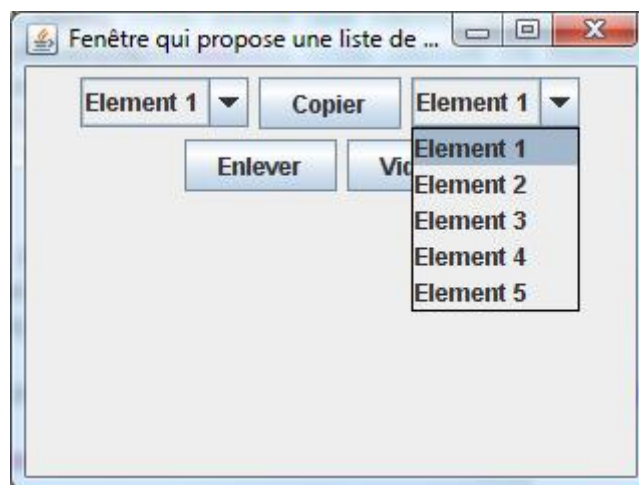 Fenêtre qui propose une liste de ...
Element 1 Copier Element 1
Enlever
Element 1
Element 2
Element 3
Element 4
Element 5